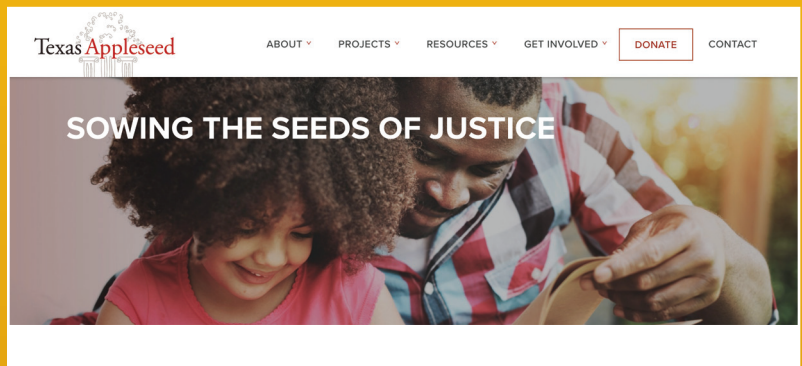 Texas Appleseed
ABOUT PROJECTS RESOURCES GET INVOLVED DONATE CONTACT
SOWING THE SEEDS OF JUSTICE